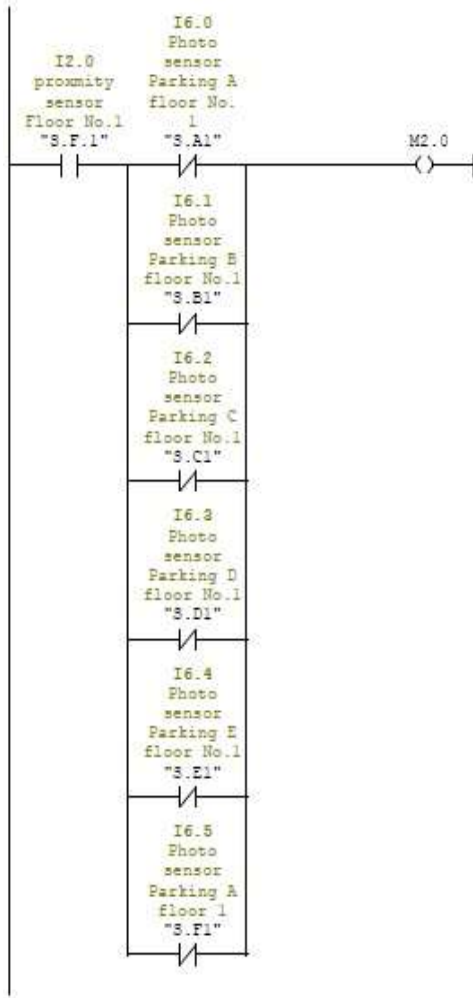 I2.0
proxmity
sensor
Floor No.1
"S.F.1"
I6.0
Photo
sensor
Parking A
floor No.
1
"S.A1"
M2.0
I6.1
Photo
sensor
Parking B
floor No.1
"S.B1"
I6.2
Photo
sensor
Parking C
floor No.1
"S.C1"
I6.3
Photo
sensor
Parking D
floor No.1
"S.D1"
I6.4
Photo
sensor
Parking E
floor No.1
"S.E1"
I6.5
Photo
sensor
Parking A
floor 1
"S.F1"